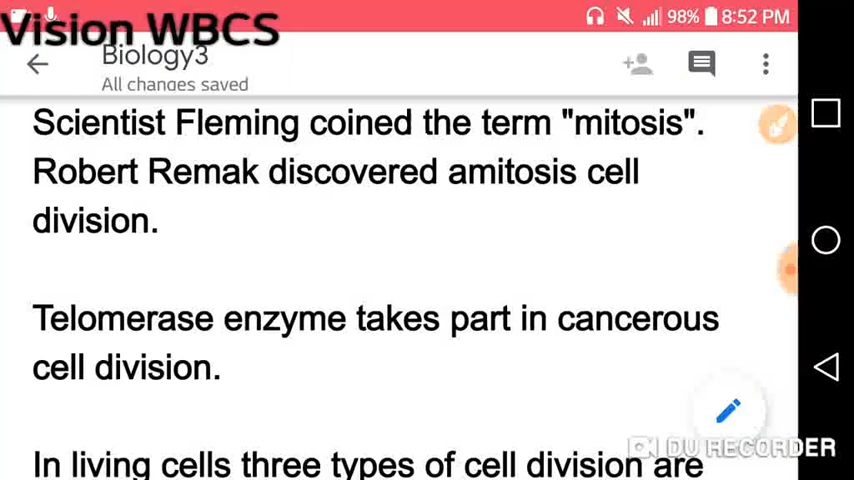 Vision WBCS
98% 8:52 PM
Biology3
All changes saved
Scientist Fleming coined the term "mitosis".
Robert Remak discovered amitosis cell
division.
Telomerase enzyme takes part in cancerous
cell division.
DU RECORDER
In living cells three types of cell division are